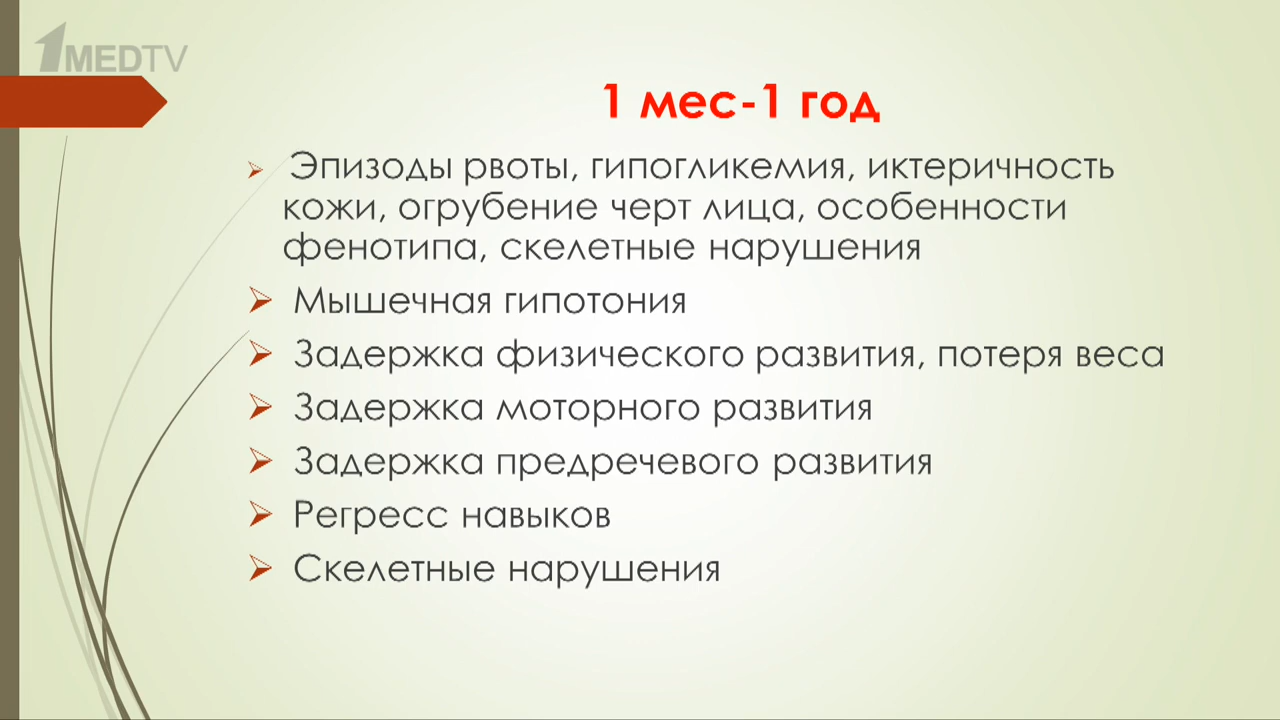 1MEDTV
1 мес-1 год
Эпизоды рвоты, гипогликемия, иктеричность
кожи, огрубение черт лица, особенности
фенотипа, скелетные нарушения
Мышечная гипотония
Задержка физического развития, потеря веса
Задержка моторного развития
Задержка предречевого развития
Регресс навыков
Скелетные нарушения